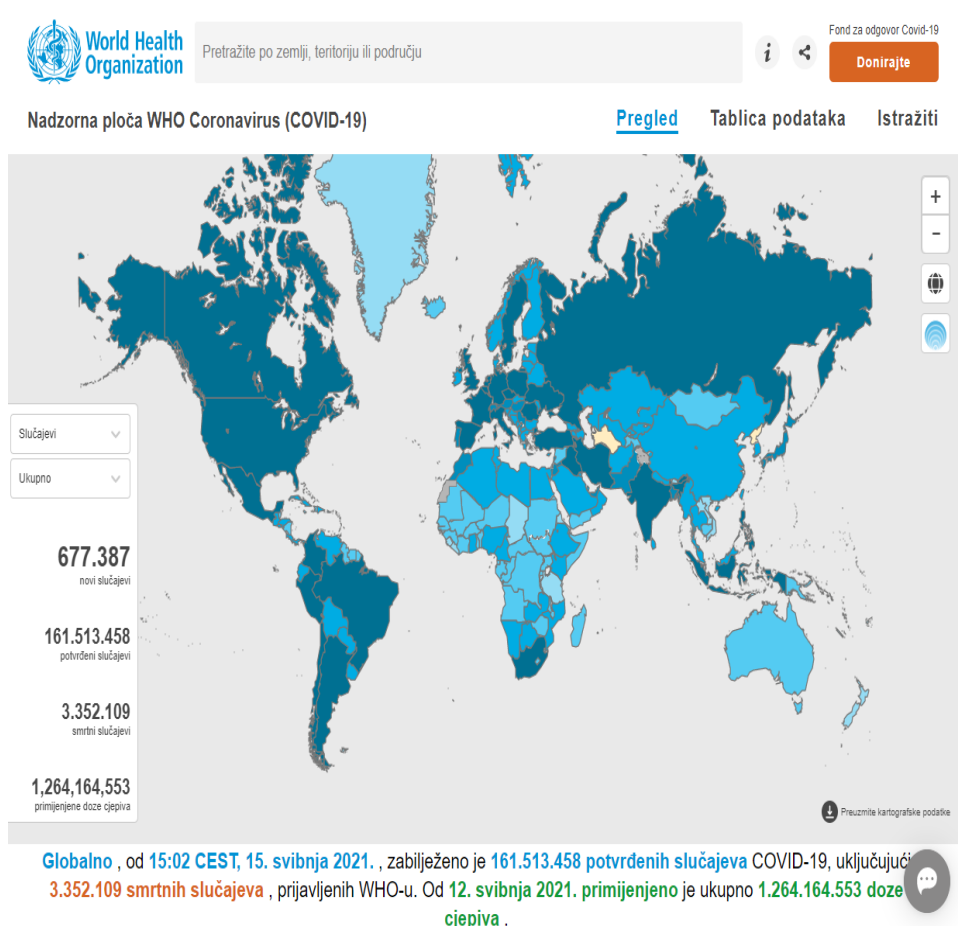 World Health
Organization
Pretražite po zemlji, teritoriju ili području
i
Fond za odgovor Covid-19
Donirajte
Nadzorna ploča WHO Coronavirus (COVID-19)
Pregled
Tablica podataka
Istražiti
+
−
Slučajevi
Ukupno
677.387
novi slučajevi
161.513.458
potvrđeni slučajevi
3.352.109
smrtni slučajevi
1,264,164,553
primijenjene doze cjepiva
Preuzmite kartografske podatke
Globalno , od 15:02 CEST, 15. svibnja 2021. , zabilježeno je 161.513.458 potvrđenih slučajeva COVID-19, uključujući
3.352.109 smrtnih slučajeva , prijavljenih WHO-u. Od 12. svibnja 2021. primijenjeno je ukupno 1.264.164.553 doze
cjepiva .